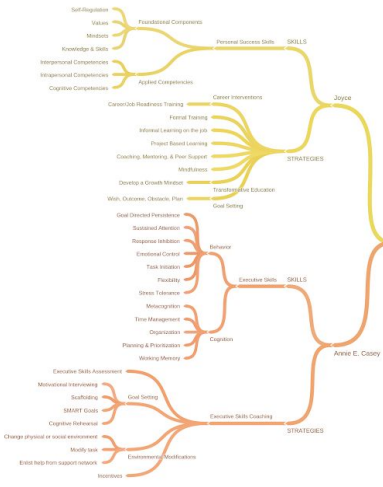 Self-Regulation
Values
Mindsets
Knowledge & Skills
Foundational Components
Interpersonal Competencies
Intrapersonal Competencies
Cognitive Competencies
Applied Competencies
Personal Success Skills
SKILLS
Joyce
Career/Job Readiness Training
Career Interventions
Formal Training
Informal Learning on the job
Project Based Learning
Coaching, Mentoring, & Peer Support
Mindfulness
Develop a Growth Mindset
Transformative Education
Wish, Outcome, Obstacle, Plan
Goal Setting
STRATEGIES
Goal Directed Persistence
Sustained Attention
Response Inhibition
Emotional Control
Task Initiation
Flexibility
Stress Tolerance
Behavior
Metacognition
Time Management
Organization
Planning & Prioritization
Working Memory
Cognition
Executive Skills
SKILLS
Annie E. Casey
Executive Skills Assessment
Motivational Interviewing
Scaffolding
SMART Goals
Cognitive Rehearsal
Goal Setting
Change physical or social environment
Modify task
Enlist help from support network
Environmental Modifications
Incentives
Executive Skills Coaching
STRATEGIES